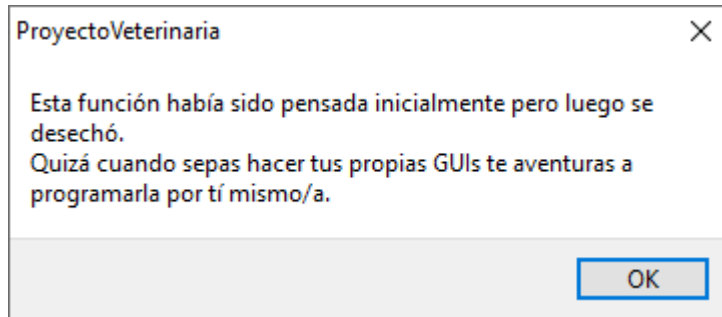 ProyectoVeterinaria
Esta función había sido pensada inicialmente pero luego se
desechó.
Quizá cuando sepas hacer tus propias GUIs te aventuras a
programarla por tí mismo/a.
OK